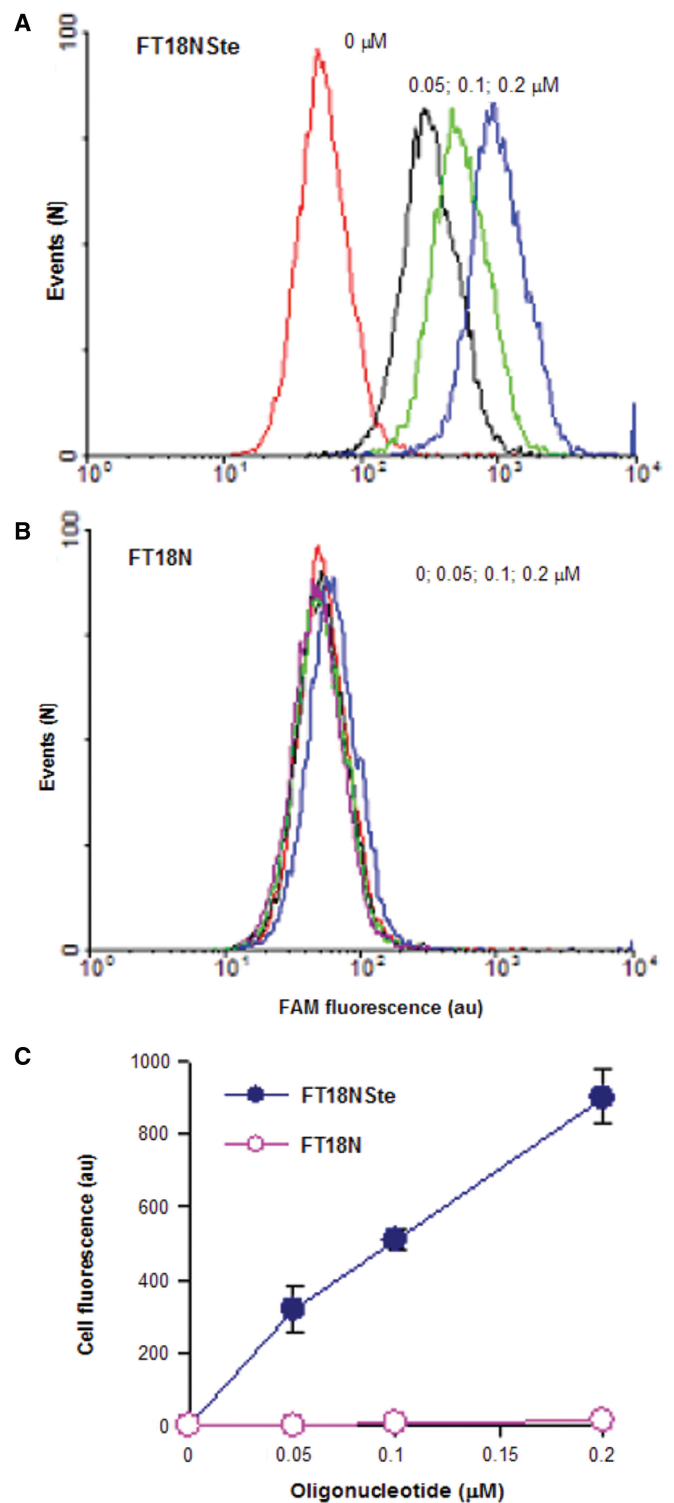 A
100
FT18NSte
0 µM
0.05; 0.1; 0.2 µM
Events (N)
0
10⁰ 10¹ 10² 10³ 10⁴
B
100
FT18N
0; 0.05; 0.1; 0.2 µM
Events (N)
0
10⁰ 10¹ 10² 10³ 10⁴
FAM fluorescence (au)
C
1000
FT18NSte
800
FT18N
600
Cell fluorescence (au)
400
200
0
0 0.05 0.1 0.15 0.2
Oligonucleotide (µM)